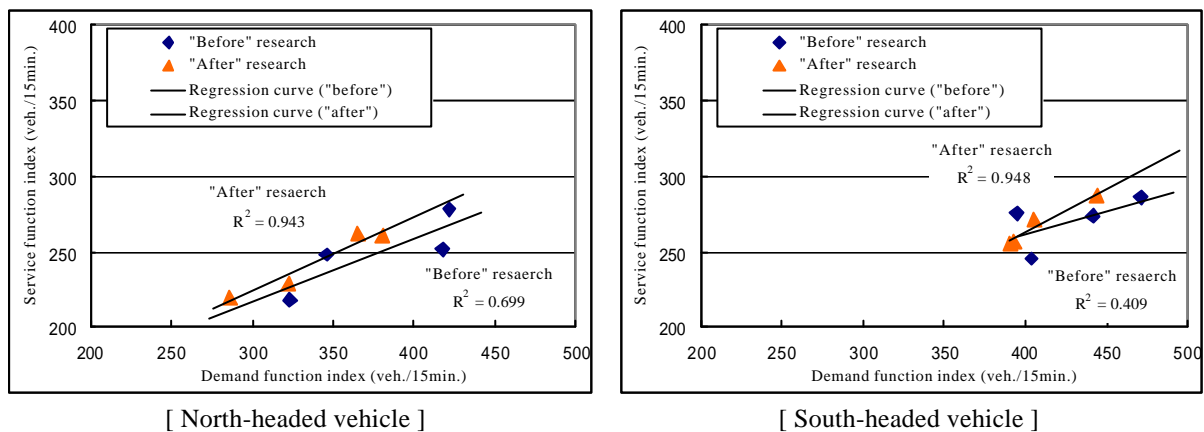 400
350
300
250
200
Service function index (veh./15min.)
"Before" research
"After" research
Regression curve ("before")
Regression curve ("after")
"After" resaerch
R2 = 0.943
"Before" resaerch
R2 = 0.699
200 250 300 350 400 450 500
Demand function index (veh./15min.)
[ North-headed vehicle ]
400
350
300
250
200
Service function index (veh./15min.)
"Before" research
"After" research
Regression curve ("before")
Regression curve ("after")
"After" resaerch
R2 = 0.948
"Before" resaerch
R2 = 0.409
200 250 300 350 400 450 500
Demand function index (veh./15min.)
[ South-headed vehicle ]